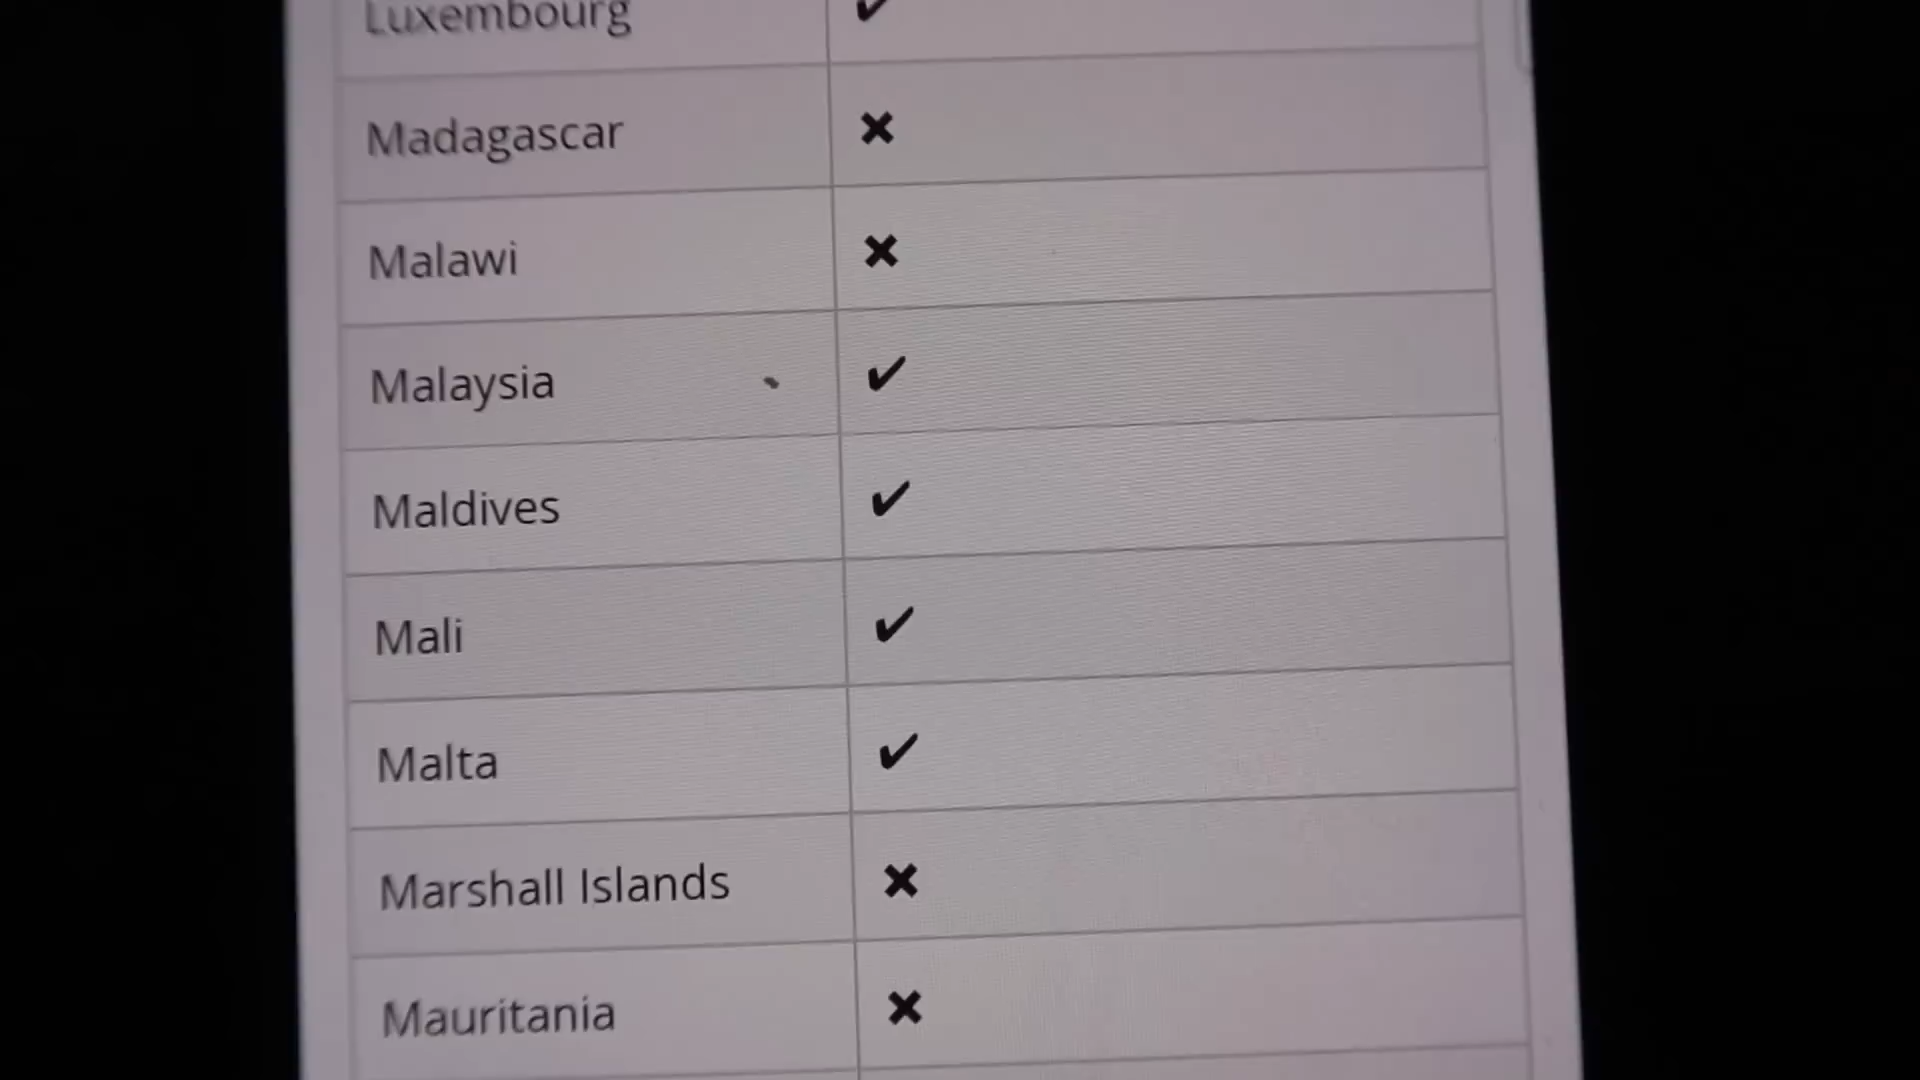 Luxembourg ✔
Madagascar ✖
Malawi ✖
Malaysia ✔
Maldives ✔
Mali ✔
Malta ✔
Marshall Islands ✖
Mauritania ✖